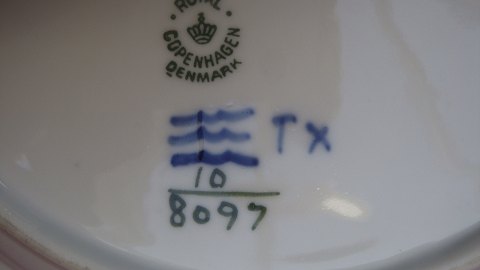 ROYAL
COPENHAGEN
DENMARK
TX
10
8097